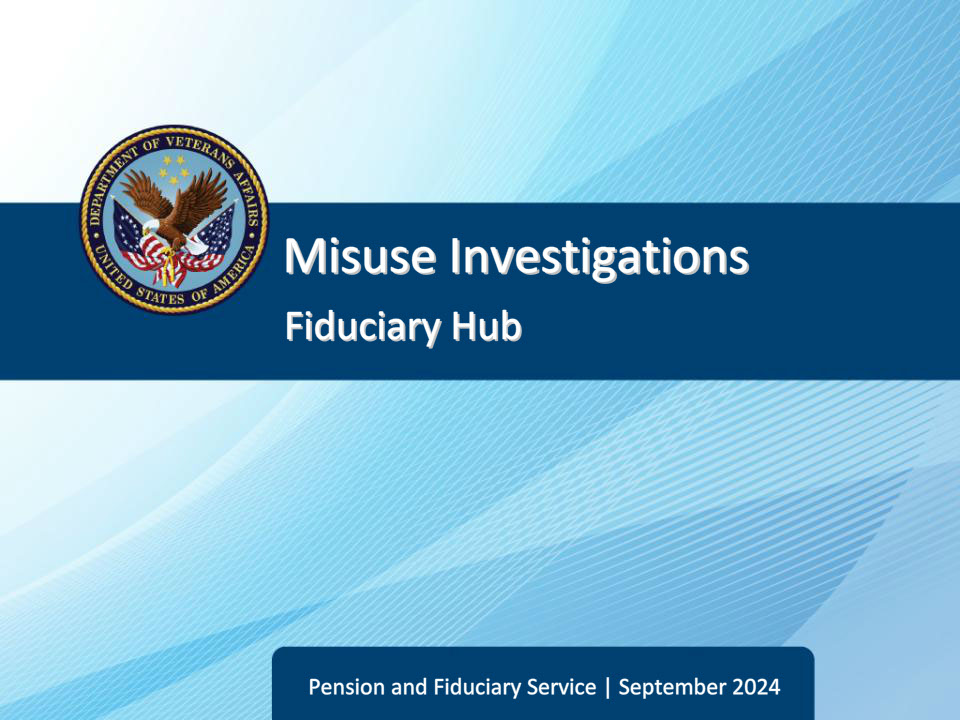 DEPARTMENT OF VETERANS AFFAIRS
UNITED STATES OF AMERICA
Misuse Investigations
Fiduciary Hub
Pension and Fiduciary Service | September 2024